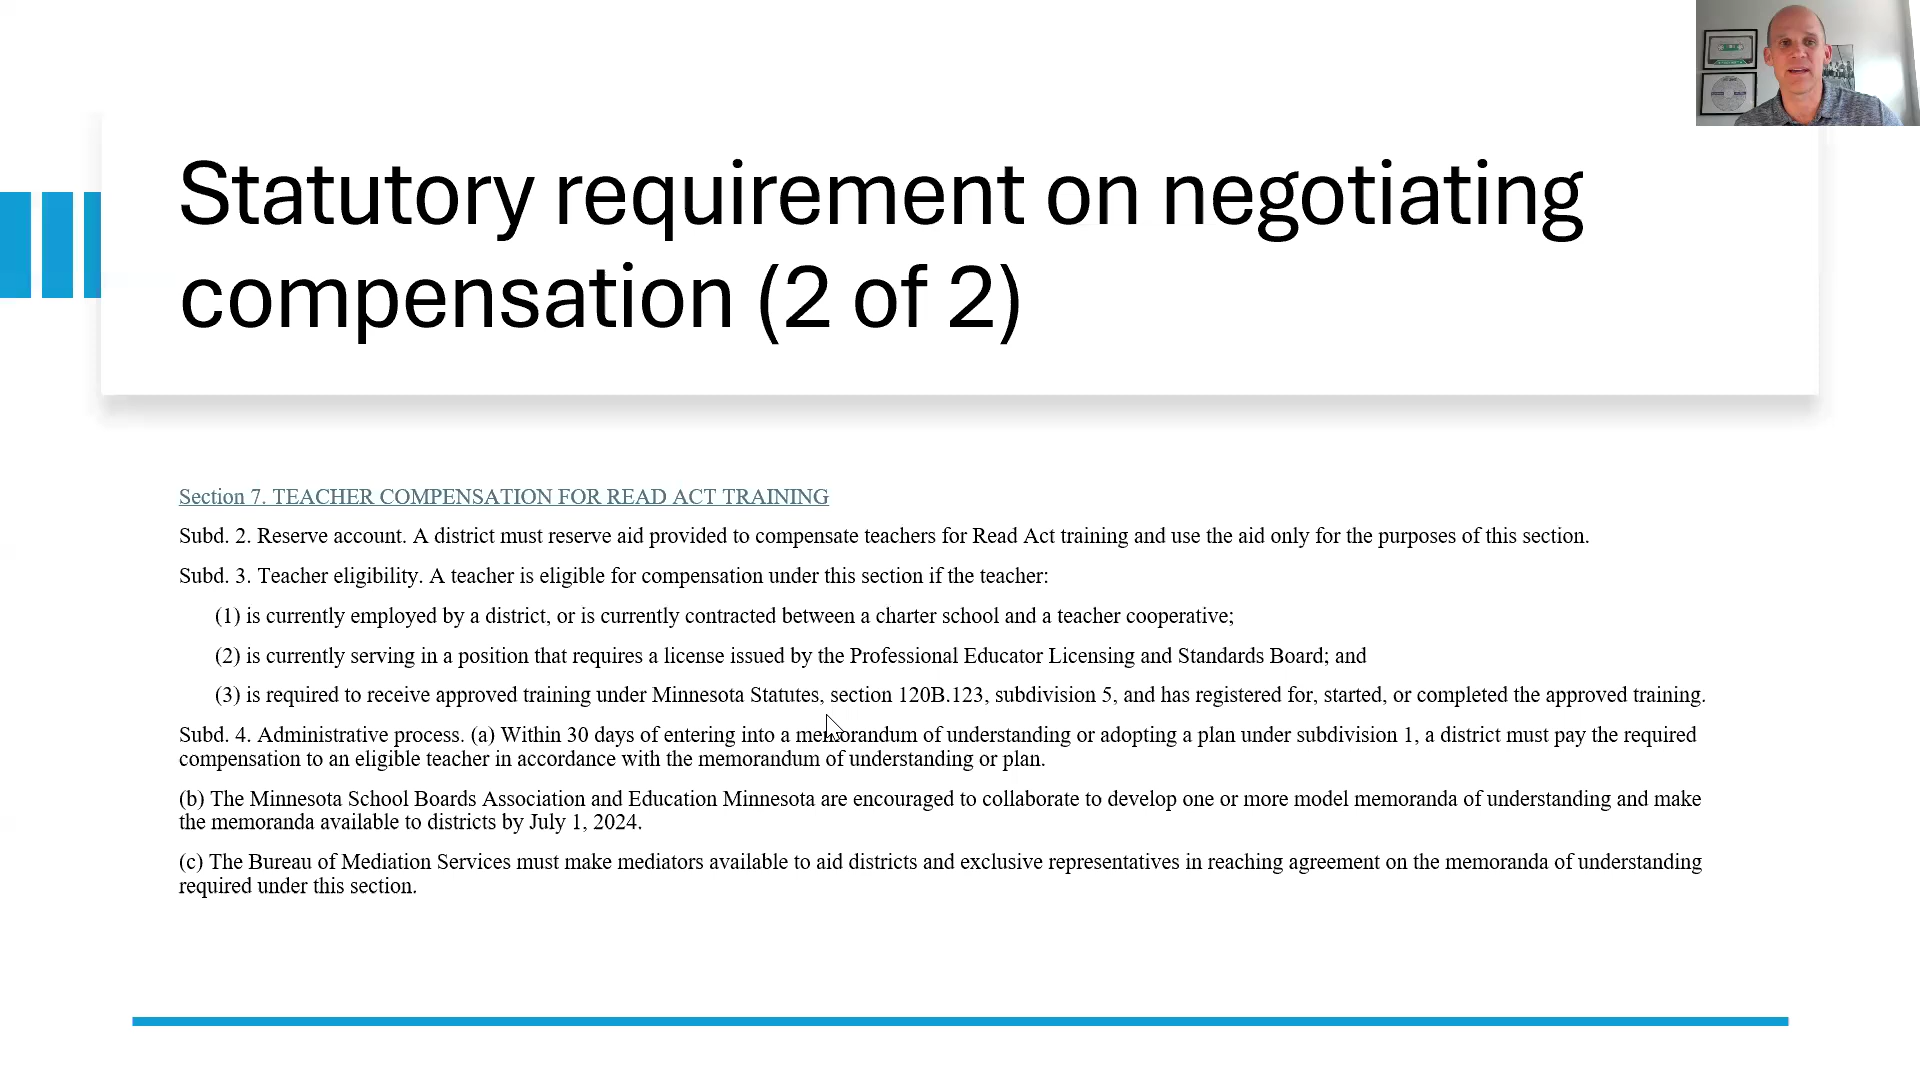 Statutory requirement on negotiating
compensation (2 of 2)
Section 7. TEACHER COMPENSATION FOR READ ACT TRAINING
Subd. 2. Reserve account. A district must reserve aid provided to compensate teachers for Read Act training and use the aid only for the purposes of this section.
Subd. 3. Teacher eligibility. A teacher is eligible for compensation under this section if the teacher:
(1) is currently employed by a district, or is currently contracted between a charter school and a teacher cooperative;
(2) is currently serving in a position that requires a license issued by the Professional Educator Licensing and Standards Board; and
(3) is required to receive approved training under Minnesota Statutes, section 120B.123, subdivision 5, and has registered for, started, or completed the approved training.
Subd. 4. Administrative process. (a) Within 30 days of entering into a memorandum of understanding or adopting a plan under subdivision 1, a district must pay the required
compensation to an eligible teacher in accordance with the memorandum of understanding or plan.
(b) The Minnesota School Boards Association and Education Minnesota are encouraged to collaborate to develop one or more model memoranda of understanding and make
the memoranda available to districts by July 1, 2024.
(c) The Bureau of Mediation Services must make mediators available to aid districts and exclusive representatives in reaching agreement on the memoranda of understanding
required under this section.